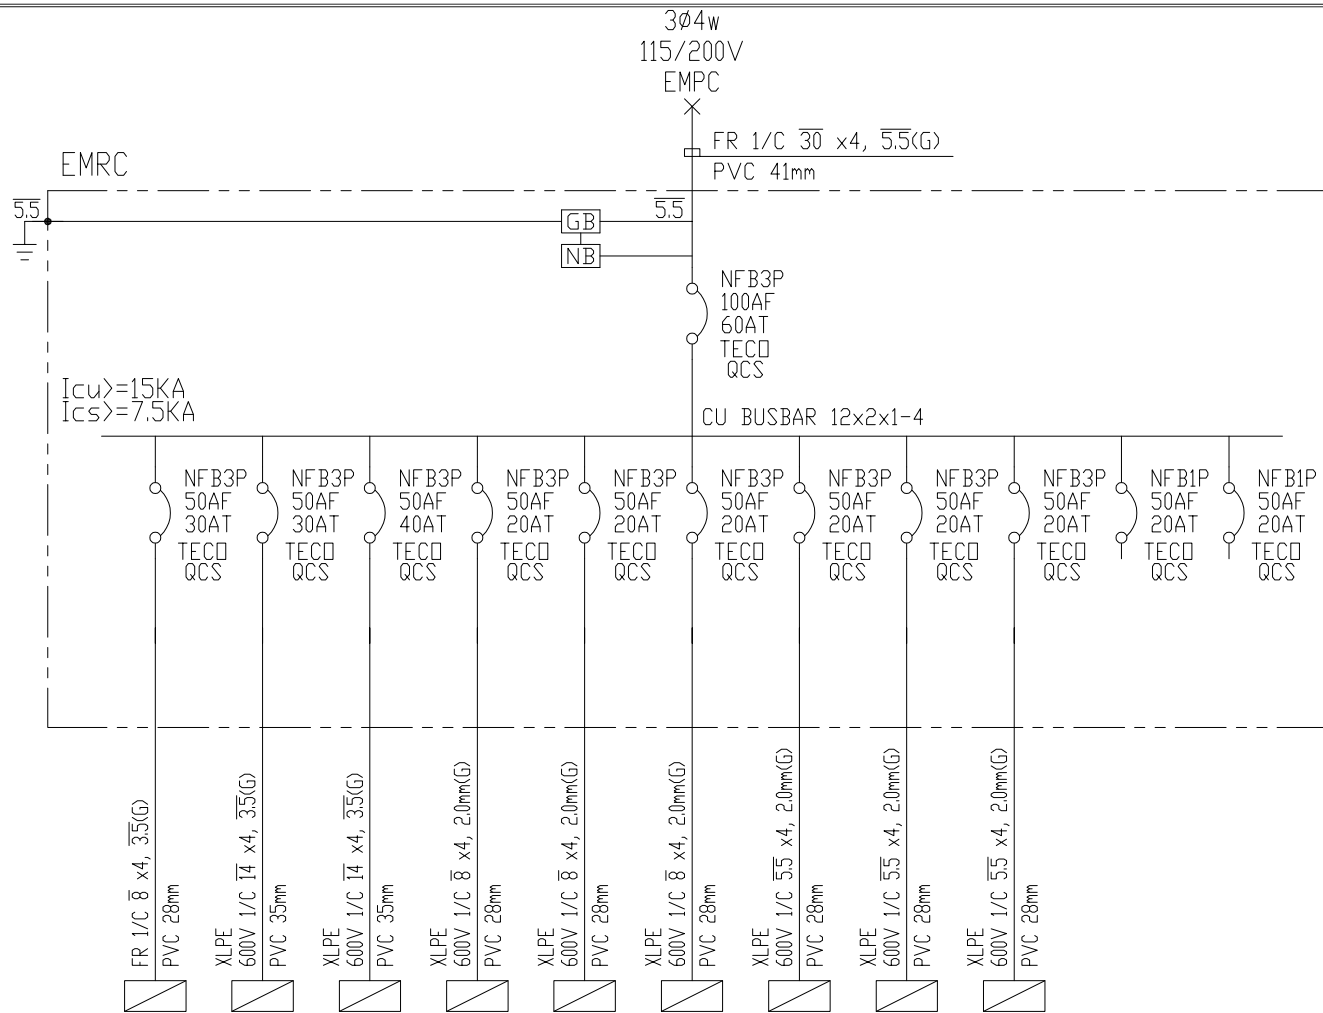 3Ø4w
115/200V
EMPC
FR 1/C 30 x4, 5.5(G)
PVC 41mm
EMRC
5.5
GB
5.5
NB
NFB3P
100AF
60AT
TECO
QCS
Icu>=15KA
Ics>=7.5KA
CU BUSBAR 12x2x1-4
NFB3P
50AF
30AT
TECO
QCS
NFB3P
50AF
30AT
TECO
QCS
NFB3P
50AF
40AT
TECO
QCS
NFB3P
50AF
20AT
TECO
QCS
NFB3P
50AF
20AT
TECO
QCS
NFB3P
50AF
20AT
TECO
QCS
NFB3P
50AF
20AT
TECO
QCS
NFB3P
50AF
20AT
TECO
QCS
NFB3P
50AF
20AT
TECO
QCS
NFB1P
50AF
20AT
TECO
QCS
NFB1P
50AF
20AT
TECO
QCS
FR 1/C 8 x4, 3.5(G)
PVC 28mm
XLPE
600V 1/C 14 x4, 3.5(G)
PVC 35mm
XLPE
600V 1/C 14 x4, 3.5(G)
PVC 35mm
XLPE
600V 1/C 8 x4, 2.0mm(G)
PVC 28mm
XLPE
600V 1/C 8 x4, 2.0mm(G)
PVC 28mm
XLPE
600V 1/C 8 x4, 2.0mm(G)
PVC 28mm
XLPE
600V 1/C 5.5 x4, 2.0mm(G)
PVC 28mm
XLPE
600V 1/C 5.5 x4, 2.0mm(G)
PVC 28mm
XLPE
600V 1/C 5.5 x4, 2.0mm(G)
PVC 28mm